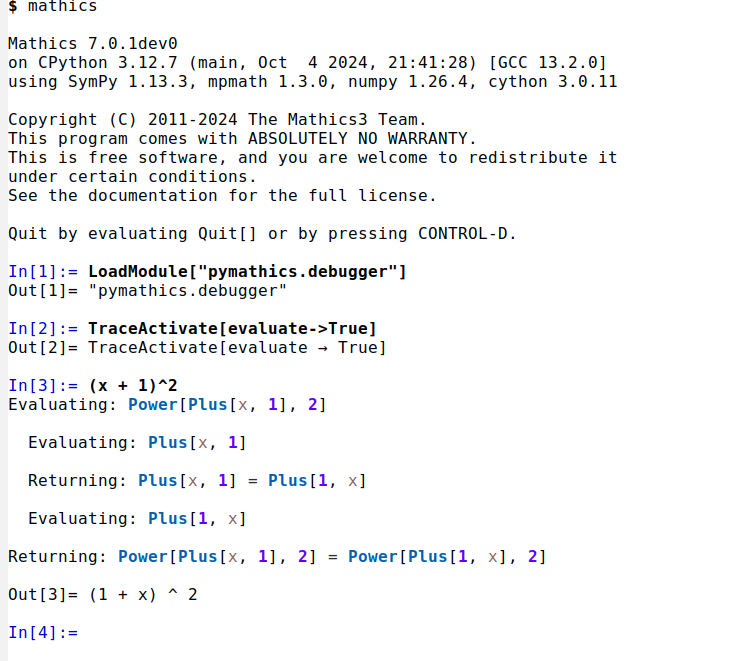 $ mathics
Mathics 7.0.1dev0
on CPython 3.12.7 (main, Oct  4 2024, 21:41:28) [GCC 13.2.0]
using SymPy 1.13.3, mpmath 1.3.0, numpy 1.26.4, cython 3.0.11
Copyright (C) 2011-2024 The Mathics3 Team.
This program comes with ABSOLUTELY NO WARRANTY.
This is free software, and you are welcome to redistribute it
under certain conditions.
See the documentation for the full license.
Quit by evaluating Quit[] or by pressing CONTROL-D.
In[1]:= LoadModule["pymathics.debugger"]
Out[1]= "pymathics.debugger"
In[2]:= TraceActivate[evaluate->True]
Out[2]= TraceActivate[evaluate → True]
In[3]:= (x + 1)^2
Evaluating: Power[Plus[x, 1], 2]
  Evaluating: Plus[x, 1]
  Returning: Plus[x, 1] = Plus[1, x]
  Evaluating: Plus[1, x]
Returning: Power[Plus[x, 1], 2] = Power[Plus[1, x], 2]
Out[3]= (1 + x) ^ 2
In[4]:=